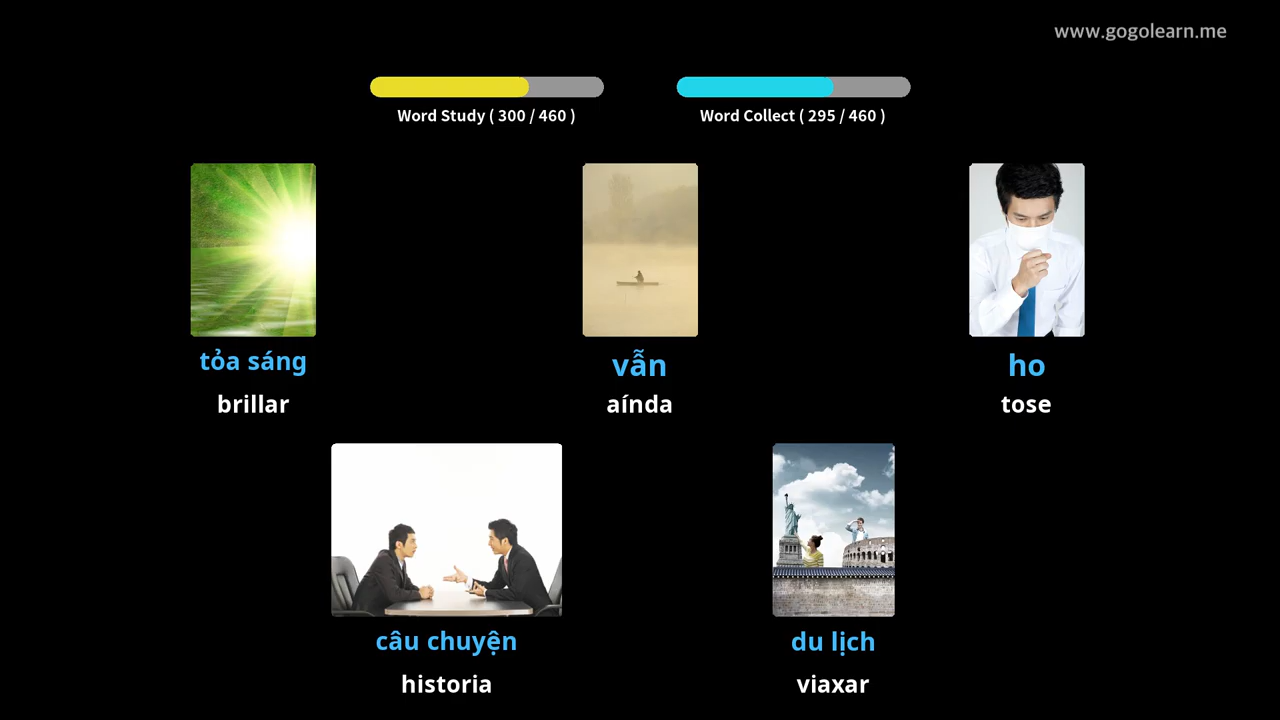 www.gogolearn.me
Word Study ( 300 / 460 )
Word Collect ( 295 / 460 )
tỏa sáng
brillar
vẫn
aínda
ho
tose
câu chuyện
historia
du lịch
viaxar